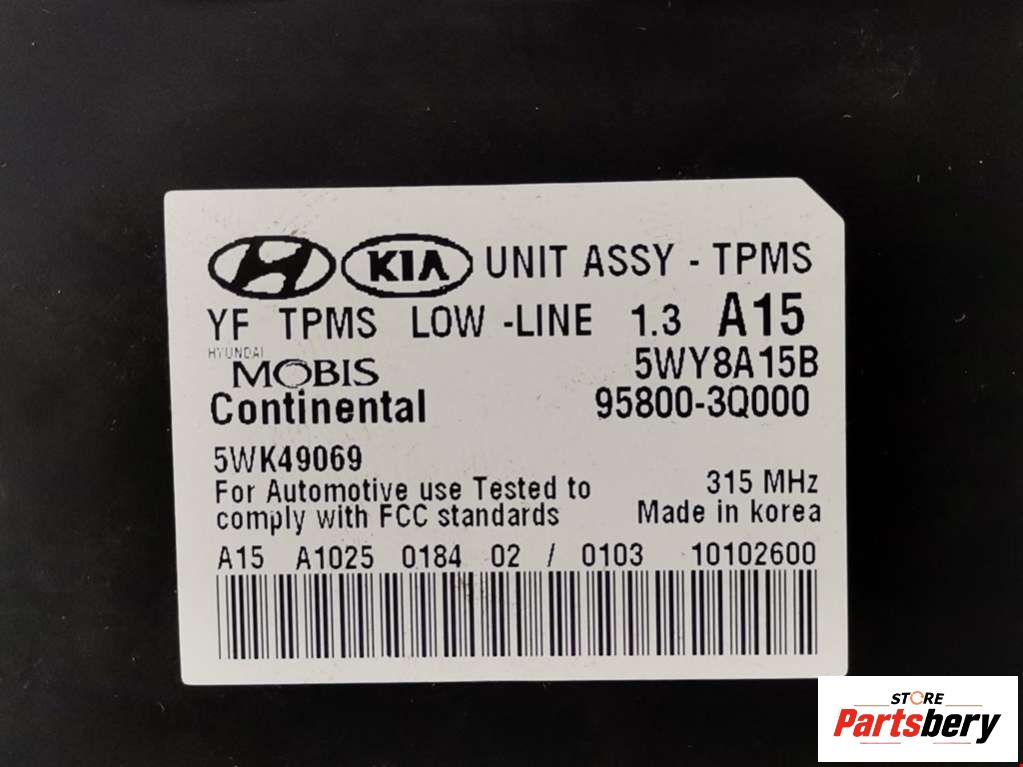 KIA UNIT ASSY - TPMS
YF TPMS LOW -LINE 1.3 A15
HYUNDAI
MOBIS
5WY8A15B
Continental
95800-3Q000
5WK49069
For Automotive use Tested to
comply with FCC standards
315 MHz
Made in korea
A15 A1025 0184 02 / 0103 10102600
STORE
Partsbery